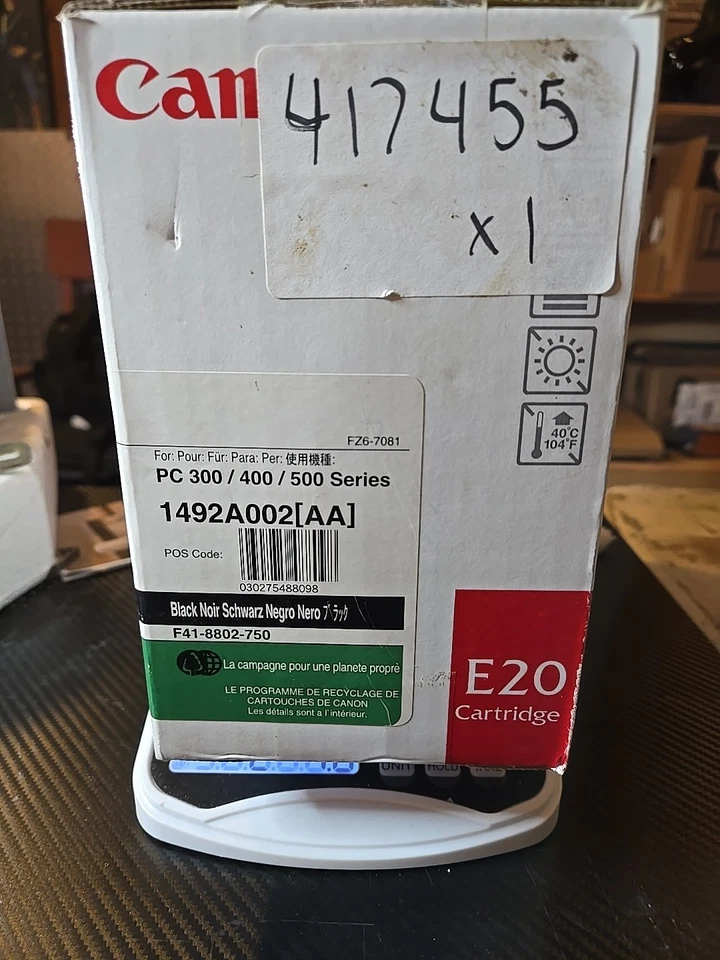 Can
417455
x 1
40°C
104°F
FZ6-7081
For: Pour: Für: Para: Per: 使用機種:
PC 300 / 400 / 500 Series
1492A002[AA]
POS Code:
030275488098
Black Noir Schwarz Negro Nero ブラック
F41-8802-750
La campagne pour une planete propre
LE PROGRAMME DE RECYCLAGE DE
CARTOUCHES DE CANON
Les détails sont a l'intérieur.
E20
Cartridge
UNIT HOLD